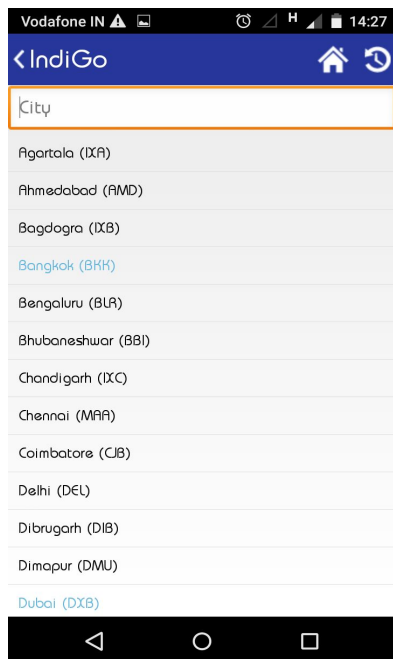 Vodafone IN
H
14:27
IndiGo
City
Agartala (IXA)
Ahmedabad (AMD)
Bagdogra (IXB)
Bangkok (BKK)
Bengaluru (BLR)
Bhubaneshwar (BBI)
Chandigarh (IXC)
Chennai (MAA)
Coimbatore (CJB)
Delhi (DEL)
Dibrugarh (DIB)
Dimapur (DMU)
Dubai (DXB)